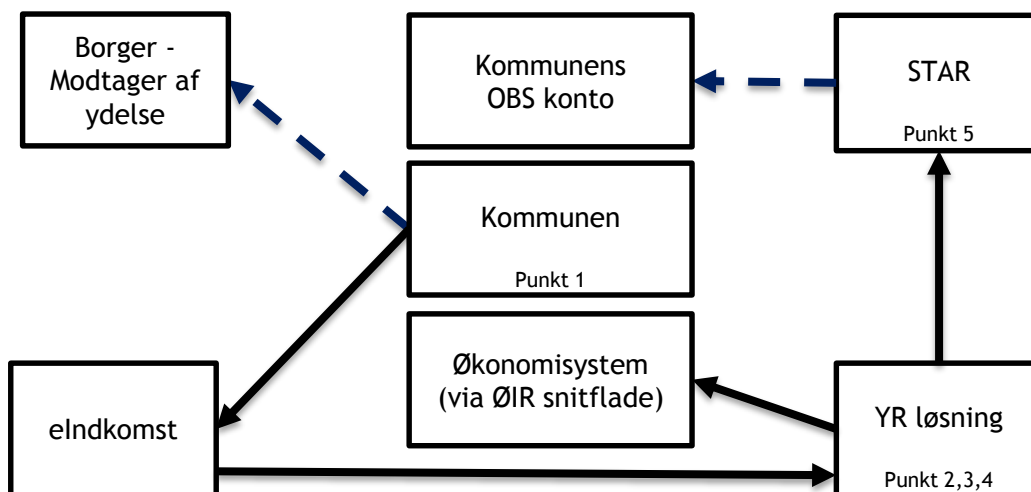 Borger -
Modtager af
ydelse
Kommunens
OBS konto
STAR
Punkt 5
Kommunen
Punkt 1
Økonomisystem
(via ØIR snitflade)
eIndkomst
YR løsning
Punkt 2,3,4